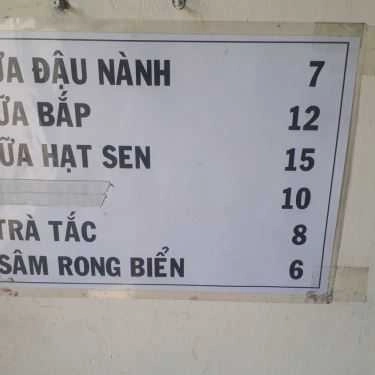 ỮA ĐẬU NÀNH 7
ỮA BẮP 12
ỮA HẠT SEN 15
10
TRÀ TẮC 8
SÂM RONG BIỂN 6